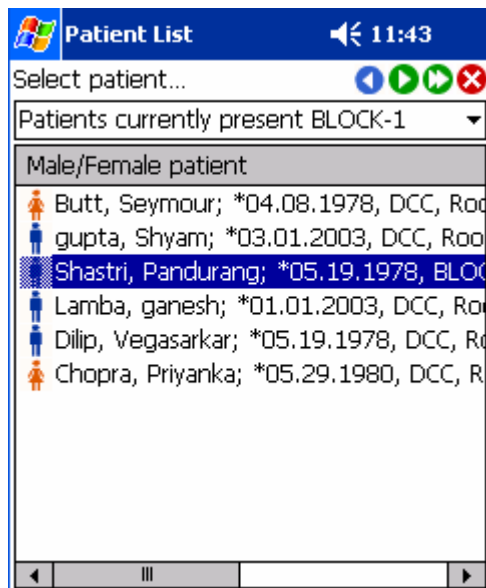 Patient List 11:43
Select patient...
Patients currently present BLOCK-1
Male/Female patient
Butt, Seymour; *04.08.1978, DCC, Roo
gupta, Shyam; *03.01.2003, DCC, Roo
Shastri, Pandurang; *05.19.1978, BLOC
Lamba, ganesh; *01.01.2003, DCC, Ro
Dilip, Vegasarkar; *05.19.1978, DCC, Ro
Chopra, Priyanka; *05.29.1980, DCC, R